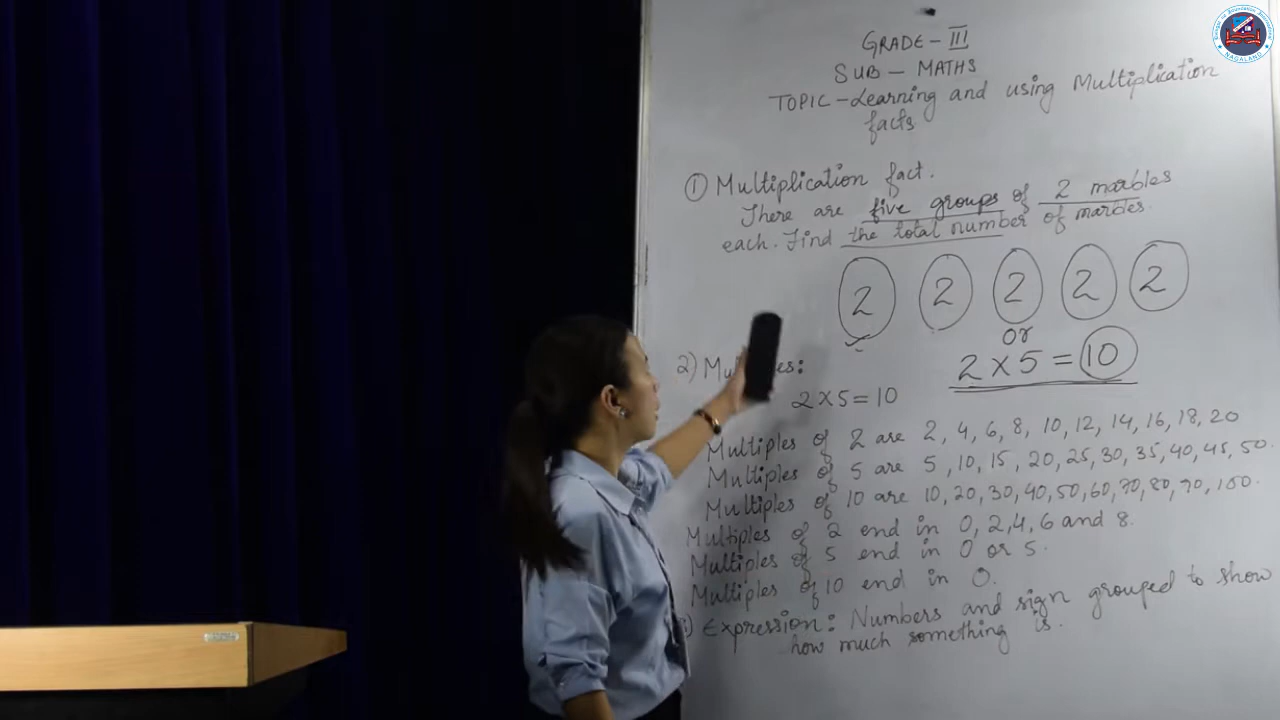 GRADE - III
SUB - MATHS
TOPIC - Learning and using Multiplication
facts
① Multiplication fact.
There are five groups of 2 marbles
each. Find the total number of marbles.
2 2 2 2 2
or
2 × 5 = 10
2)
2 × 5 = 10
Multiples of 2 are 2, 4, 6, 8, 10, 12, 14, 16, 18, 20
Multiples of 5 are 5, 10, 15, 20, 25, 30, 35, 40, 45, 50.
Multiples of 10 are 10, 20, 30, 40, 50, 60, 70, 80, 90, 100.
Multiples of 2 end in 0, 2, 4, 6 and 8.
Multiples of 5 end in 0 or 5.
Multiples of 10 end in 0.
Expression: Numbers and sign grouped to show
how much something is.
NAGALAND